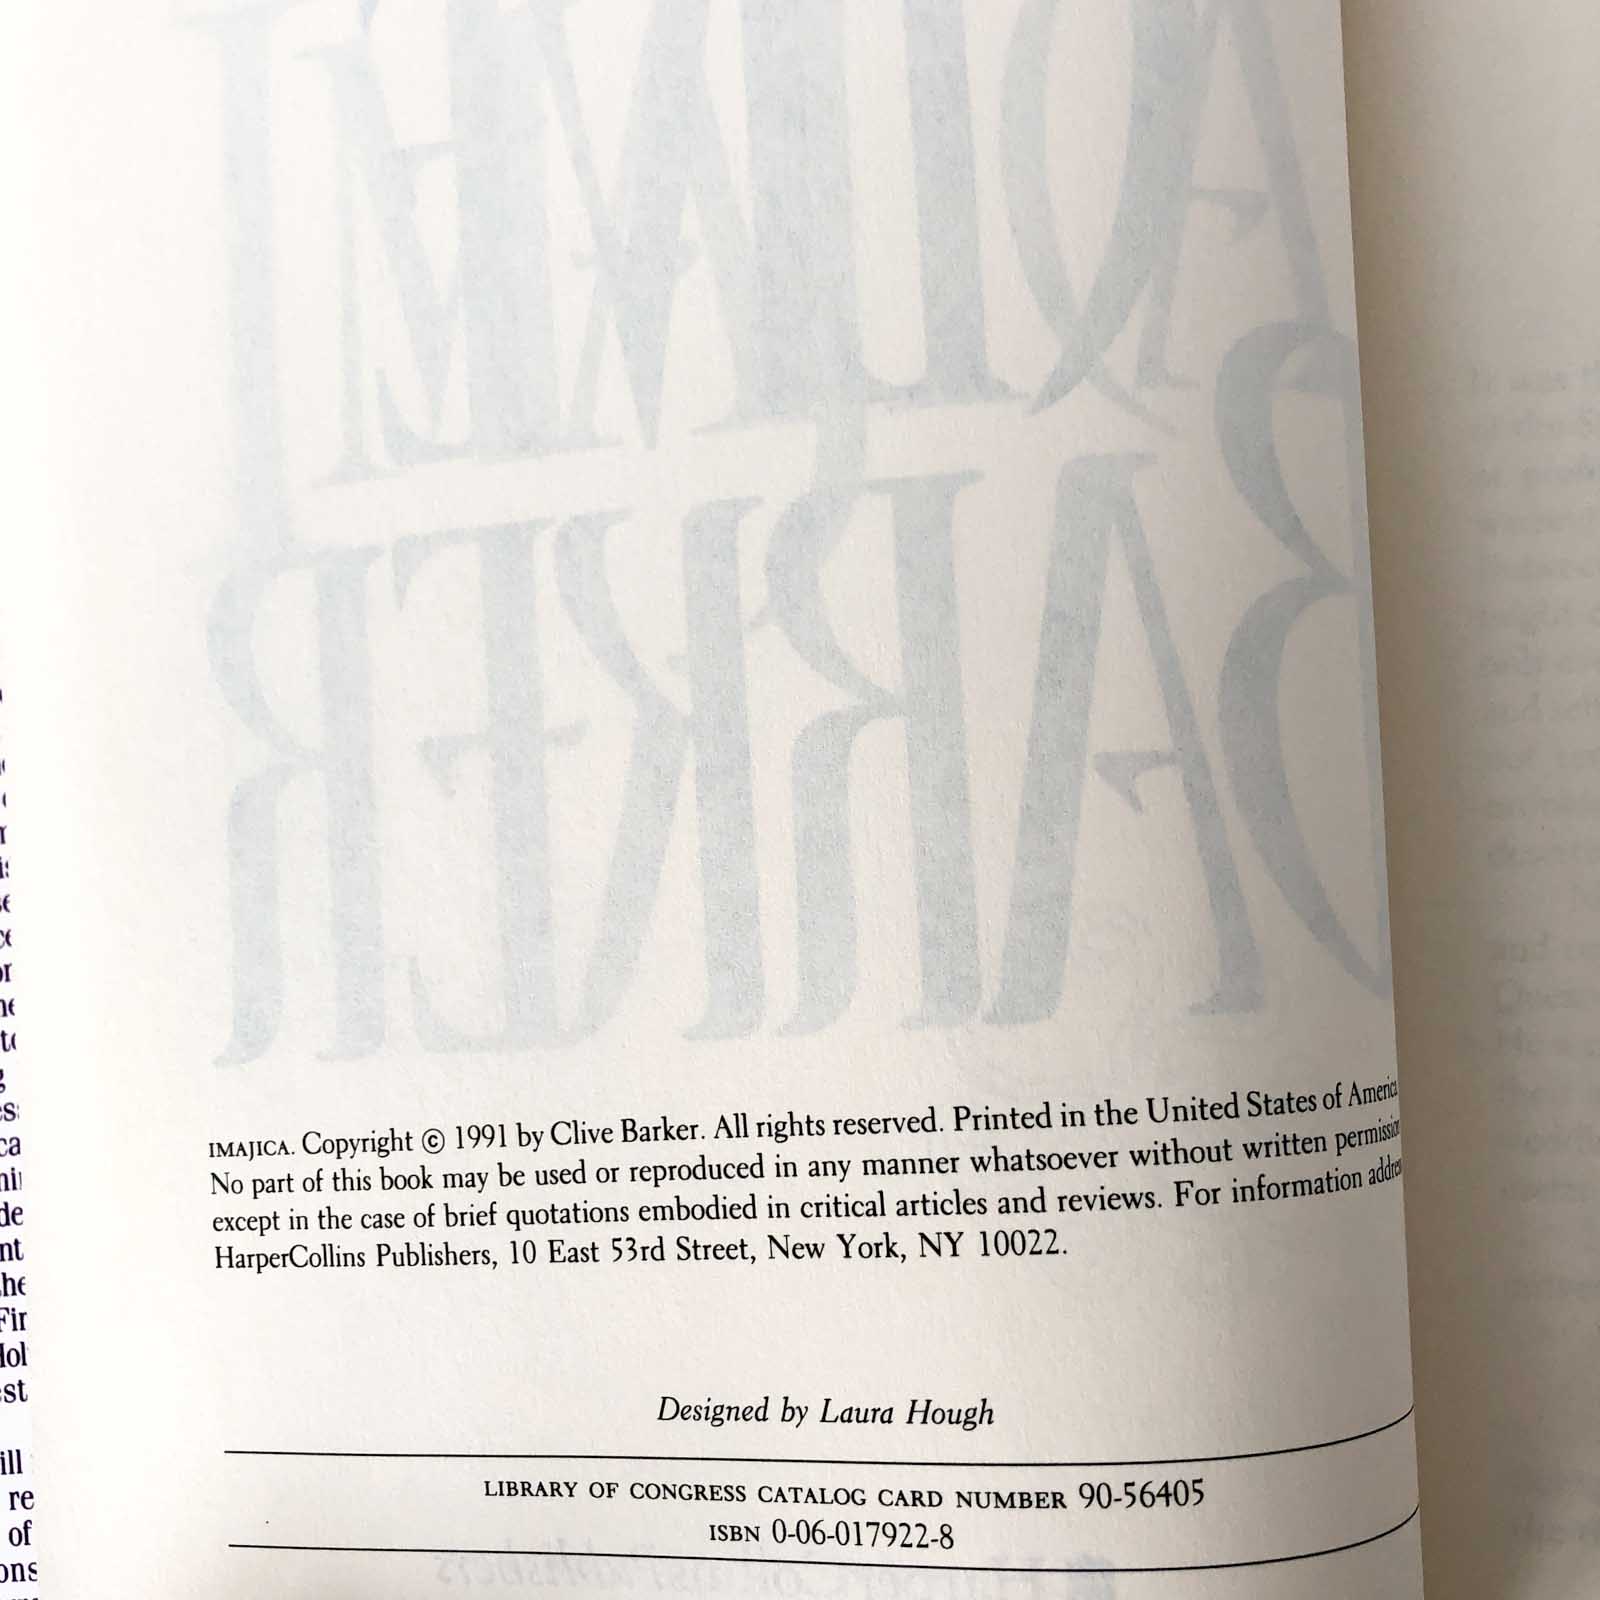 IMAJICA. Copyright © 1991 by Clive Barker. All rights reserved. Printed in the United States of America
No part of this book may be used or reproduced in any manner whatsoever without written permission
except in the case of brief quotations embodied in critical articles and reviews. For information address
HarperCollins Publishers, 10 East 53rd Street, New York, NY 10022.
Designed by Laura Hough
LIBRARY OF CONGRESS CATALOG CARD NUMBER 90-56405
ISBN 0-06-017922-8